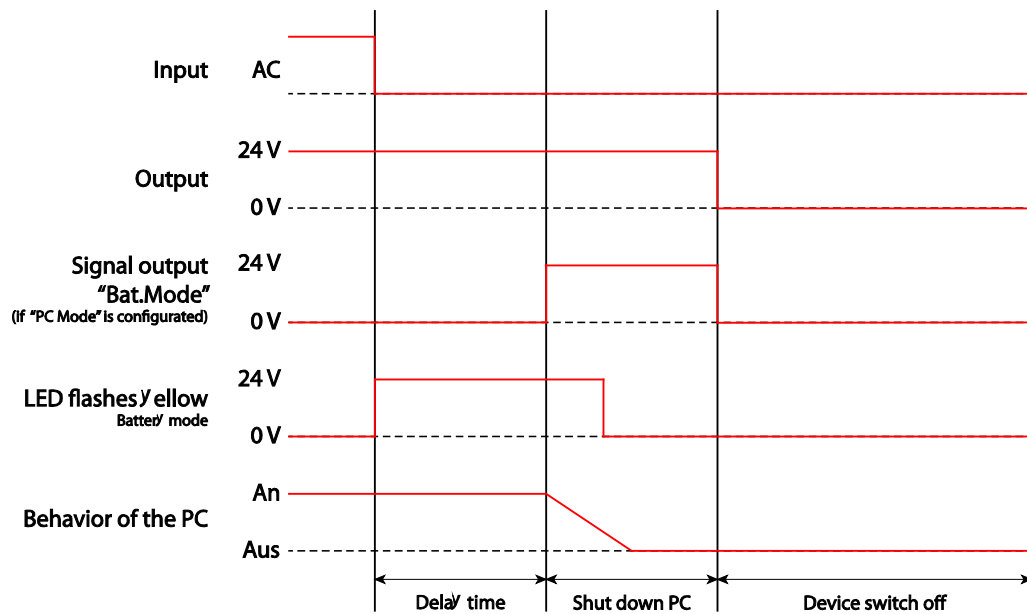 Input AC
24 V
Output
0 V
Signal output 24 V
"Bat.Mode"
(if "PC Mode" is configurated) 0 V
24 V
LED flashes yellow
Battery mode
0 V
An
Behavior of the PC
Aus
Delay time Shut down PC Device switch off